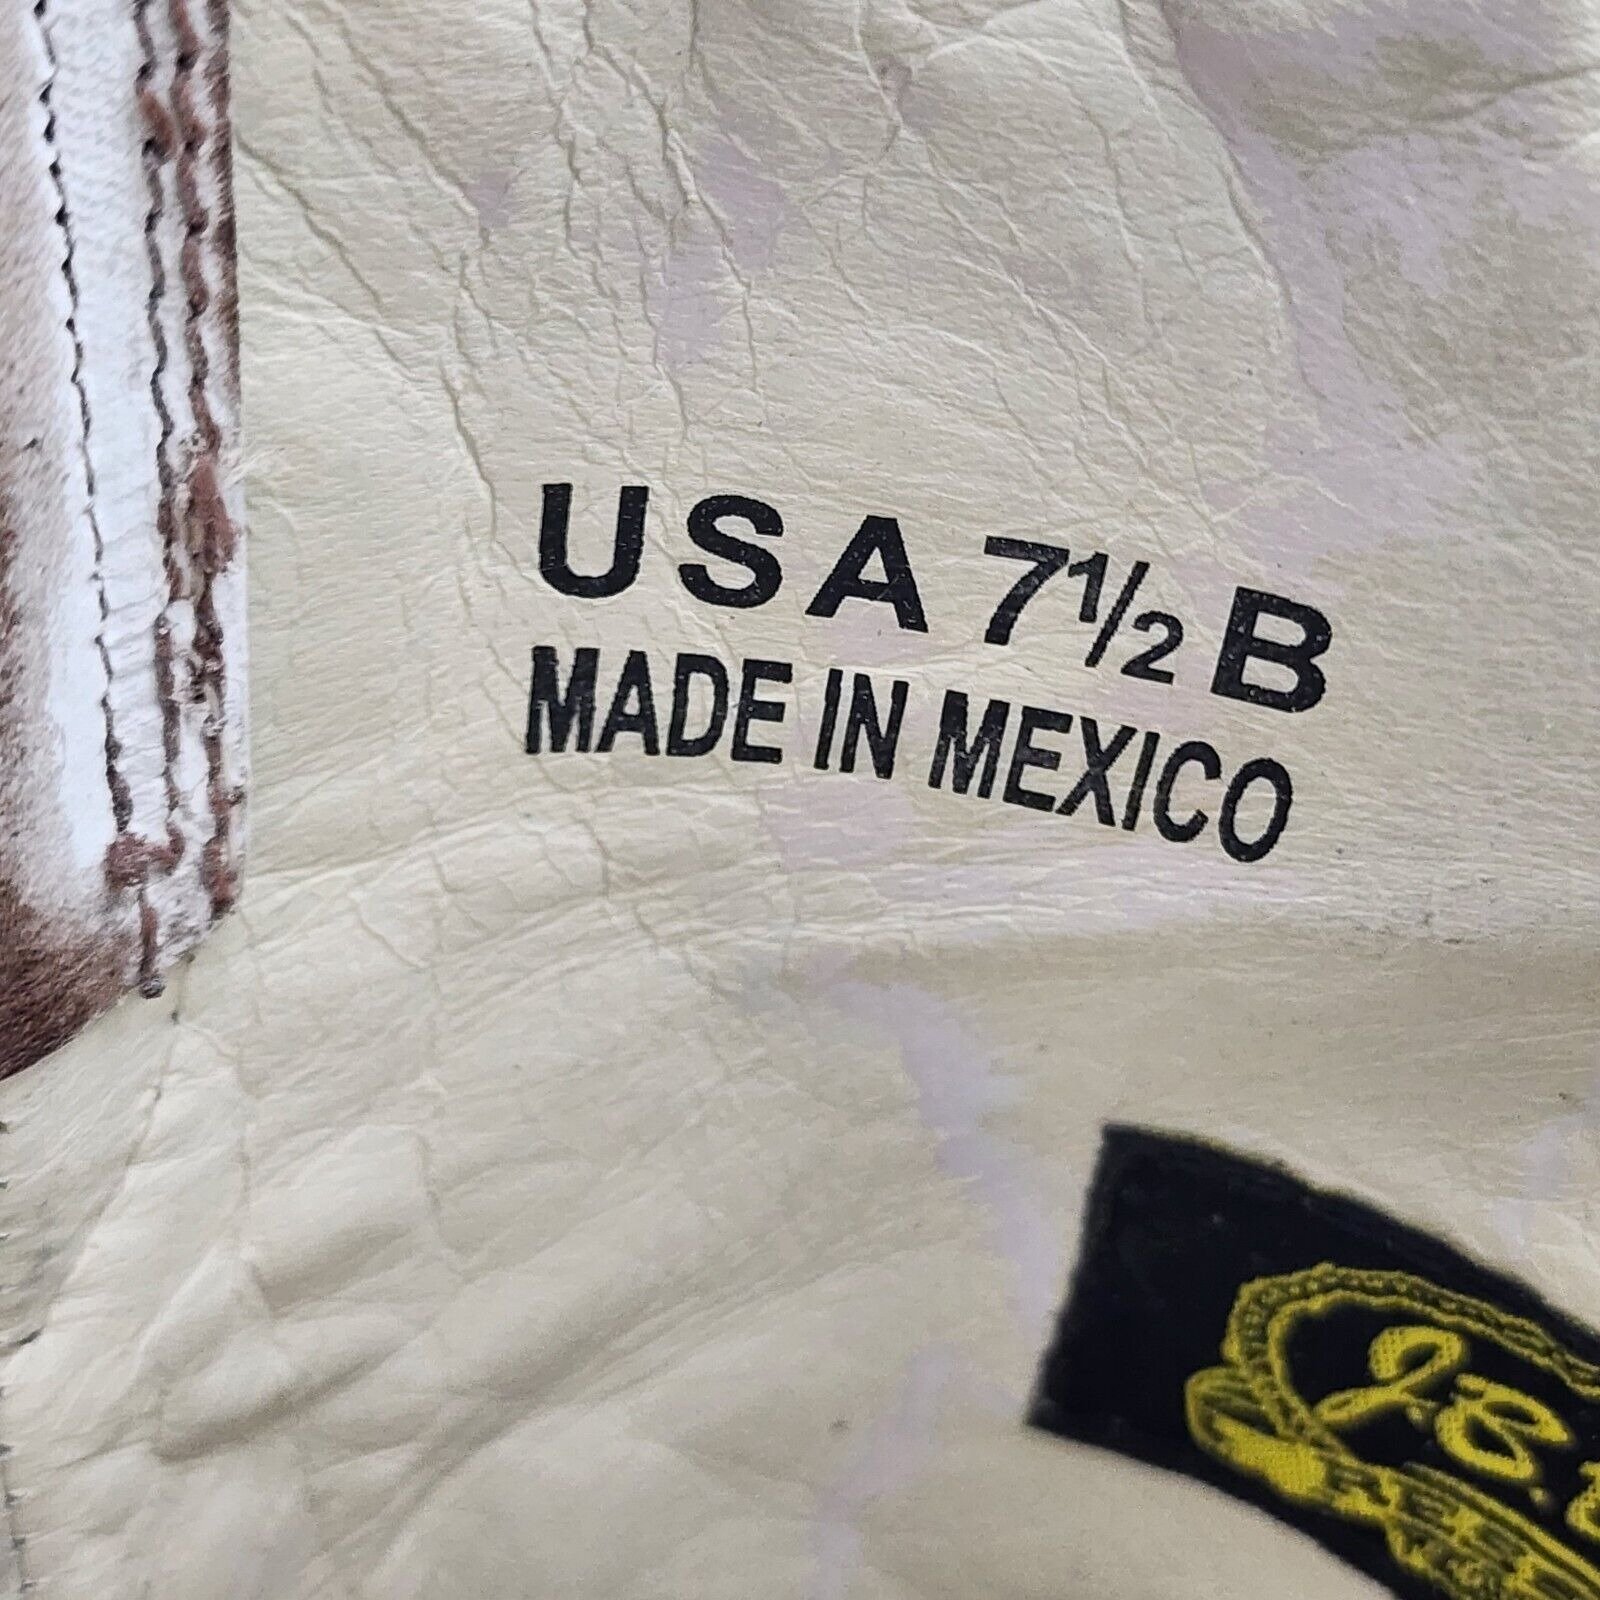 USA 7½ B
MADE IN MEXICO
J.B.